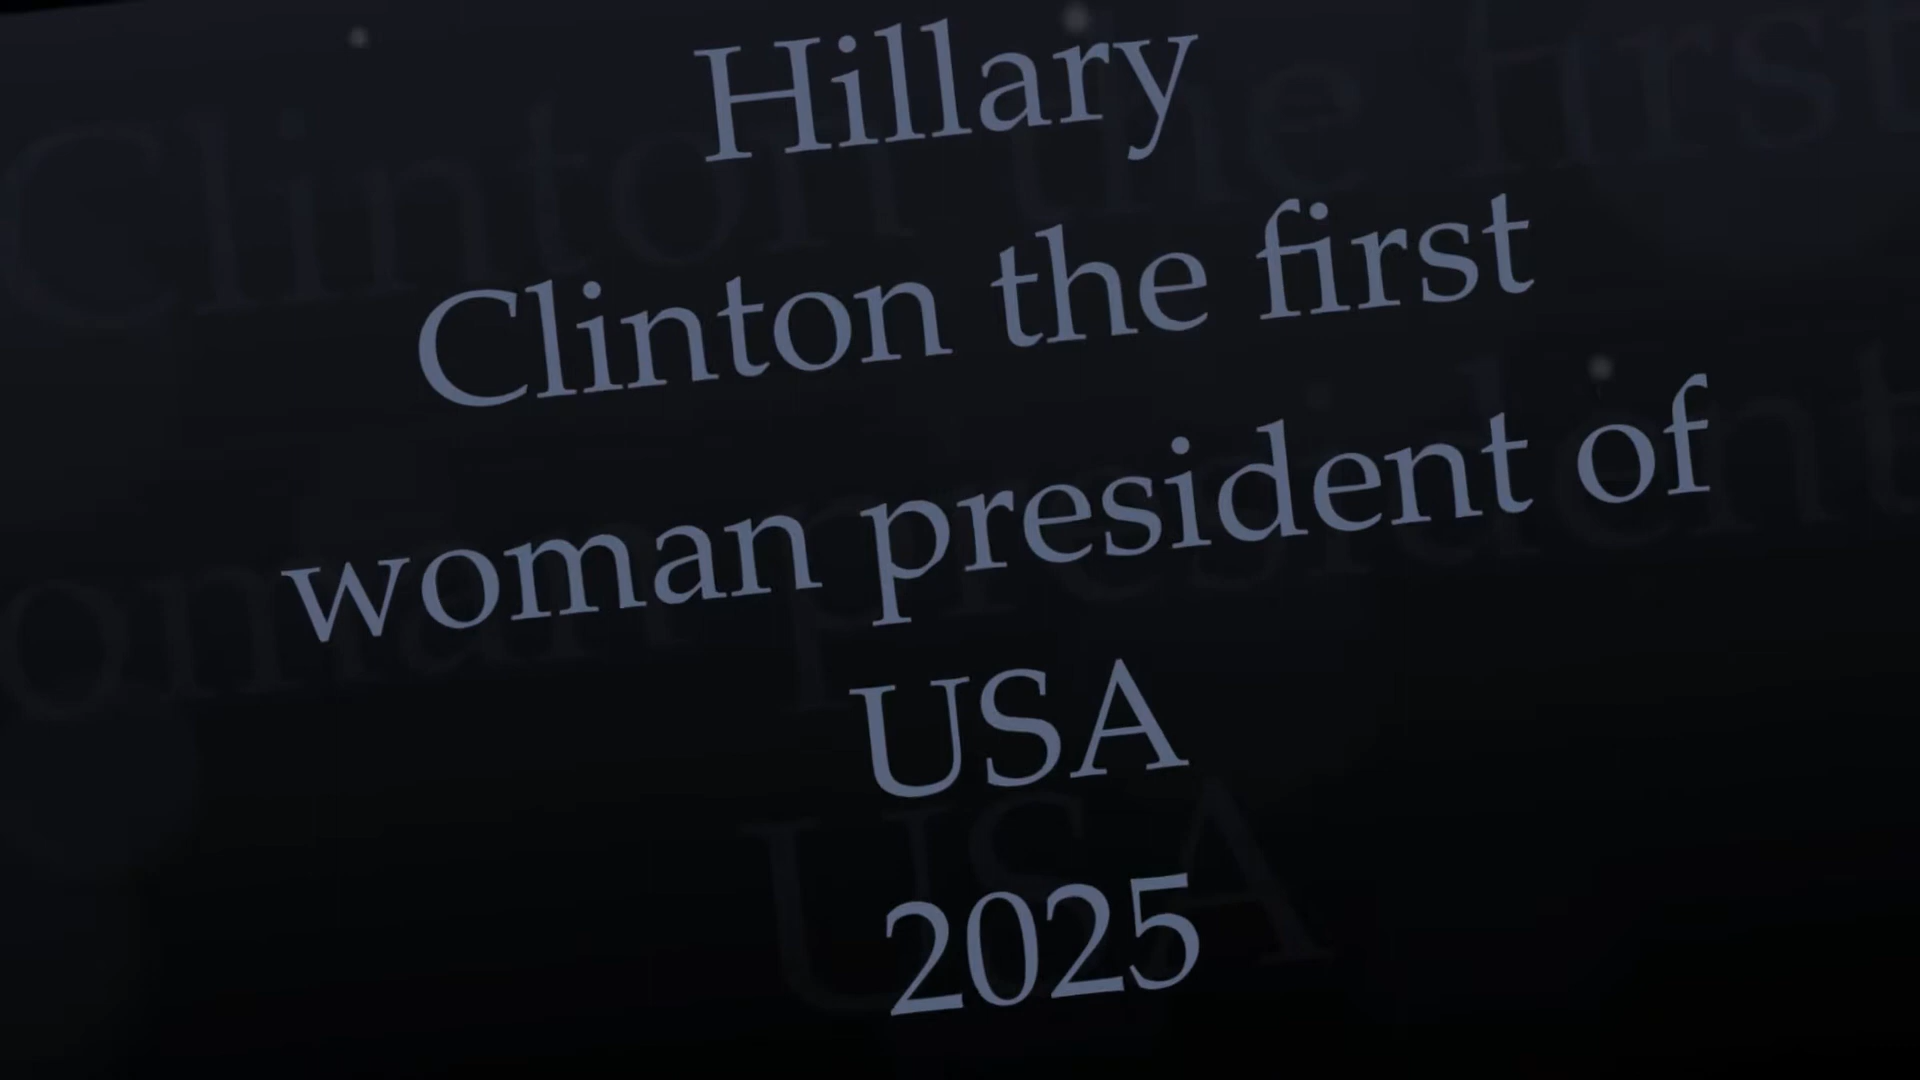 Hillary
Clinton the first
woman president of
USA
2025